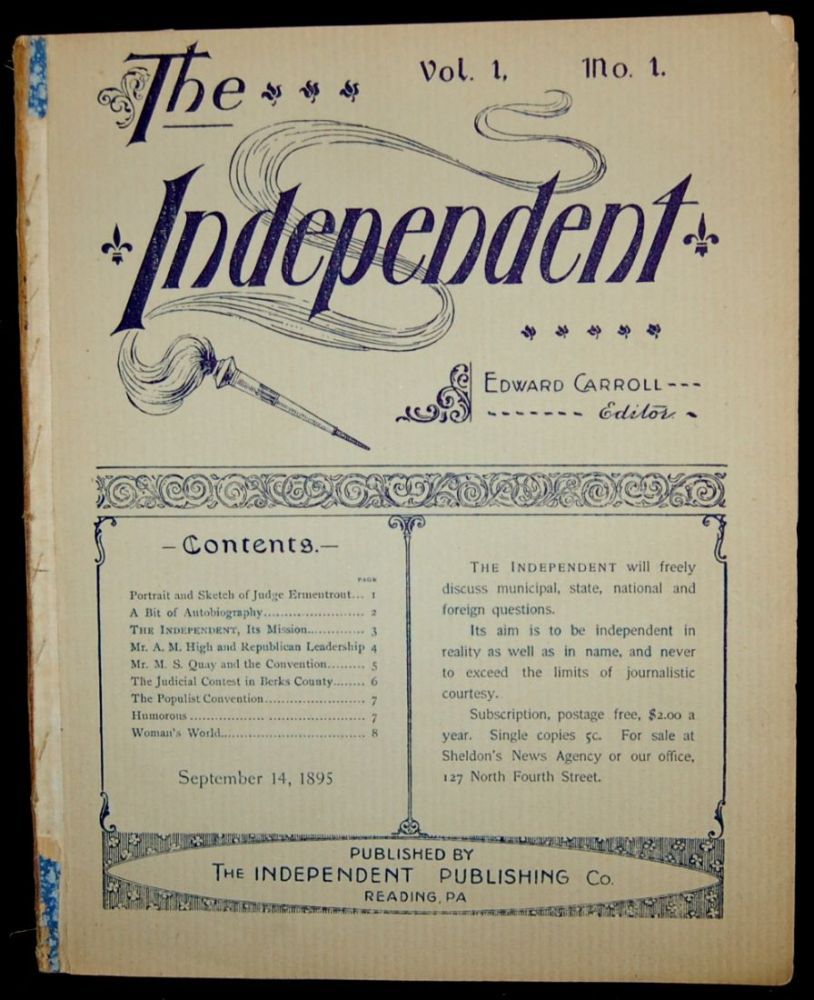 The Vol. 1, No. 1.
Independent
EDWARD CARROLL---
------- Editor.
-Contents.-
PAGE
Portrait and Sketch of Judge Ermentrout... 1
A Bit of Autobiography....................... 2
THE INDEPENDENT, Its Mission............. 3
Mr. A. M. High and Republican Leadership 4
Mr. M. S. Quay and the Convention......... 5
The Judicial Contest in Berks County........ 6
The Populist Convention....................... 7
Humorous ........................................ 7
Woman's World................................. 8
September 14, 1895
THE INDEPENDENT will freely
discuss municipal, state, national and
foreign questions.
Its aim is to be independent in
reality as well as in name, and never
to exceed the limits of journalistic
courtesy.
Subscription, postage free, $2.00 a
year. Single copies 5c. For sale at
Sheldon's News Agency or our office,
127 North Fourth Street.
PUBLISHED BY
THE INDEPENDENT PUBLISHING CO.
READING, PA